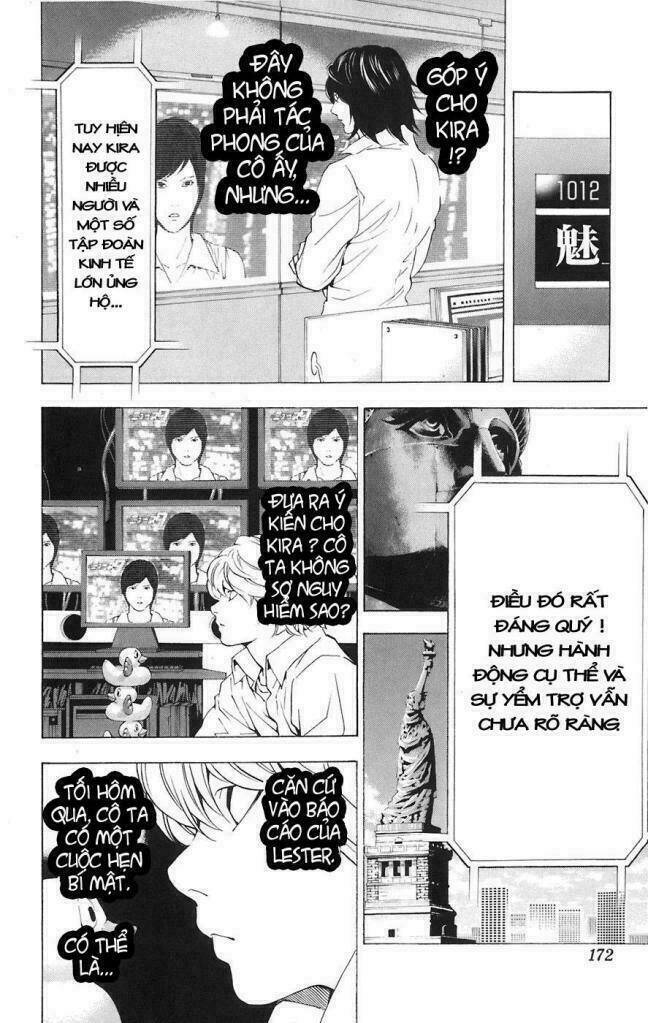 1012
魅
GÓP Ý
CHO
KIRA
!?
ĐÂY
KHÔNG
PHẢI TÁC
PHONG CỦA
CÔ ẤY,
NHƯNG...
TUY HIỆN
NAY KIRA
ĐƯỢC
NHIỀU
NGƯỜI VÀ
MỘT SỐ
TẬP ĐOÀN
KINH TẾ
LỚN ỦNG
HỘ...
ĐIỀU ĐÓ RẤT
ĐÁNG QUÝ !
NHƯNG HÀNH
ĐỘNG CỤ THỂ VÀ
SỰ YỂM TRỢ VẪN
CHƯA RÕ RÀNG.
ĐƯA RA Ý
KIẾN CHO
KIRA ? CÔ
TA KHÔNG
SỢ NGUY
HIỂM SAO?
CĂN CỨ
VÀO BÁO
CÁO CỦA
LESTER.
TỐI HÔM
QUA, CÔ TA
CÓ MỘT
CUỘC HẸN
BÍ MẬT.
CÓ THỂ
LÀ...
172